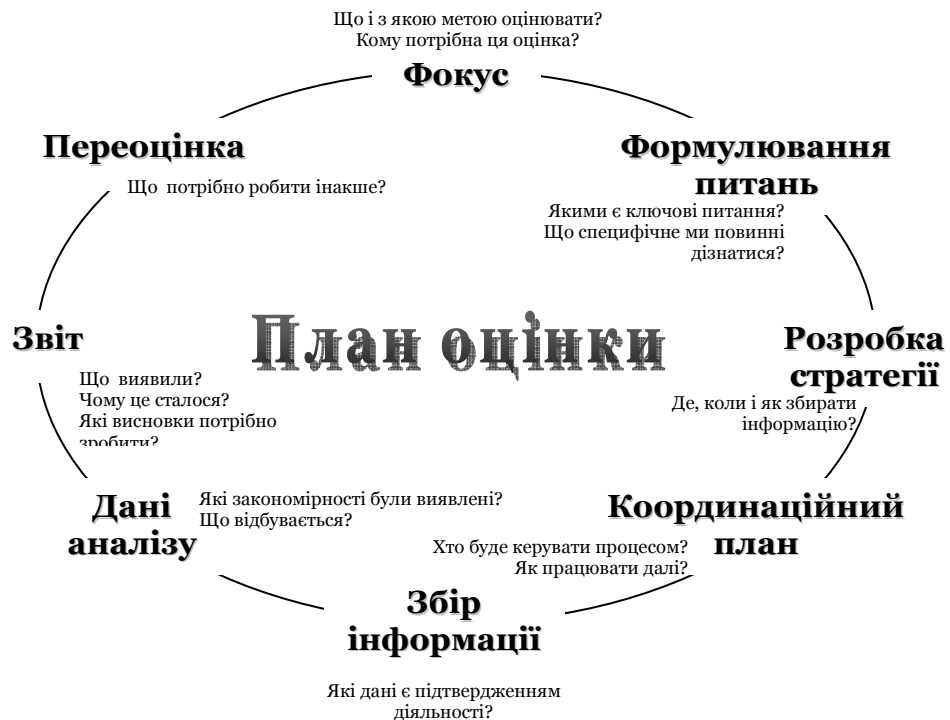 Що і з якою метою оцінювати?
Кому потрібна ця оцінка?
Фокус
Формулювання
питань
Якими є ключові питання?
Що специфічне ми повинні
дізнатися?
Розробка
стратегії
Де, коли і як збирати
інформацію?
Координаційний
план
Хто буде керувати процесом?
Як працювати далі?
Збір
інформації
Які дані є підтвердженням
діяльності?
Дані
аналізу
Які закономірності були виявлені?
Що відбувається?
Звіт
Що виявили?
Чому це сталося?
Які висновки потрібно
зробити?
Переоцінка
Що потрібно робити інакше?
План оцінки